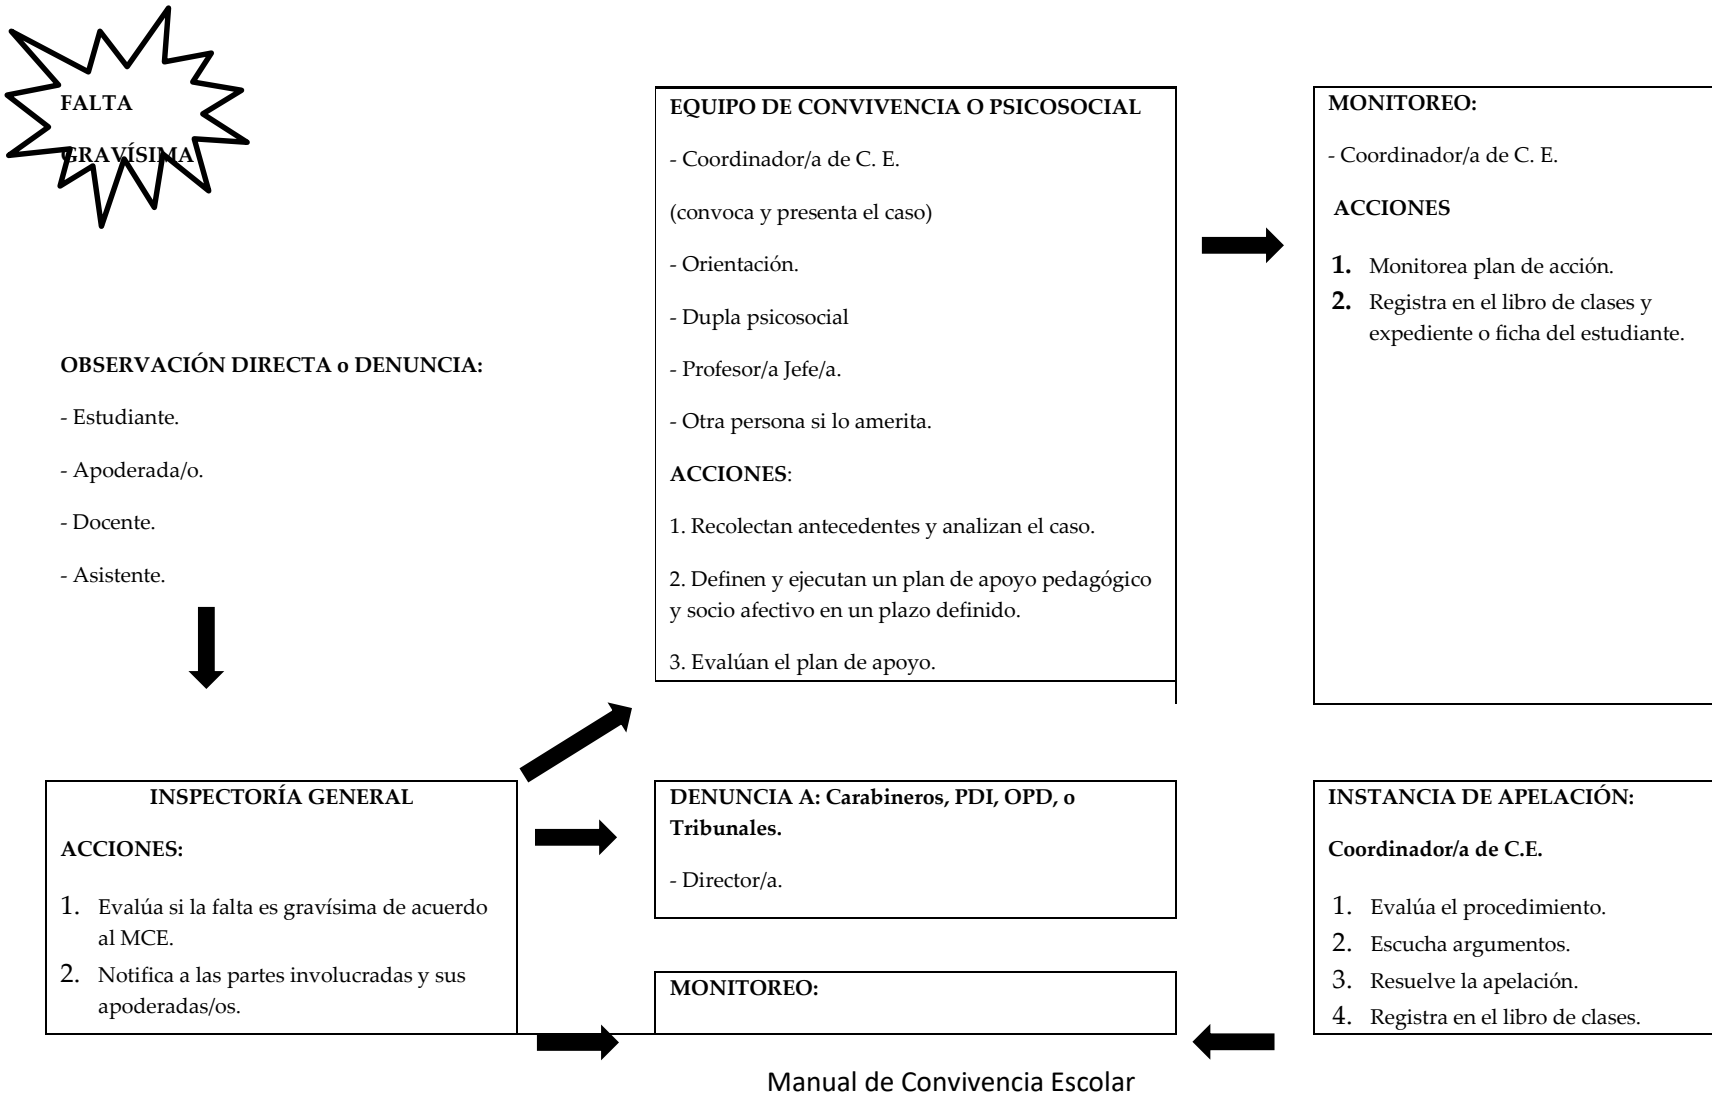 FALTA
GRAVÍSIMA
OBSERVACIÓN DIRECTA o DENUNCIA:
- Estudiante.
- Apoderada/o.
- Docente.
- Asistente.
INSPECTORÍA GENERAL
ACCIONES:
1. Evalúa si la falta es gravísima de acuerdo
al MCE.
2. Notifica a las partes involucradas y sus
apoderadas/os.
EQUIPO DE CONVIVENCIA O PSICOSOCIAL
- Coordinador/a de C. E.
(convoca y presenta el caso)
- Orientación.
- Dupla psicosocial
- Profesor/a Jefe/a.
- Otra persona si lo amerita.
ACCIONES:
1. Recolectan antecedentes y analizan el caso.
2. Definen y ejecutan un plan de apoyo pedagógico
y socio afectivo en un plazo definido.
3. Evalúan el plan de apoyo.
DENUNCIA A: Carabineros, PDI, OPD, o
Tribunales.
- Director/a.
MONITOREO:
MONITOREO:
- Coordinador/a de C. E.
ACCIONES
1. Monitorea plan de acción.
2. Registra en el libro de clases y
expediente o ficha del estudiante.
INSTANCIA DE APELACIÓN:
Coordinador/a de C.E.
1. Evalúa el procedimiento.
2. Escucha argumentos.
3. Resuelve la apelación.
4. Registra en el libro de clases.
Manual de Convivencia Escolar